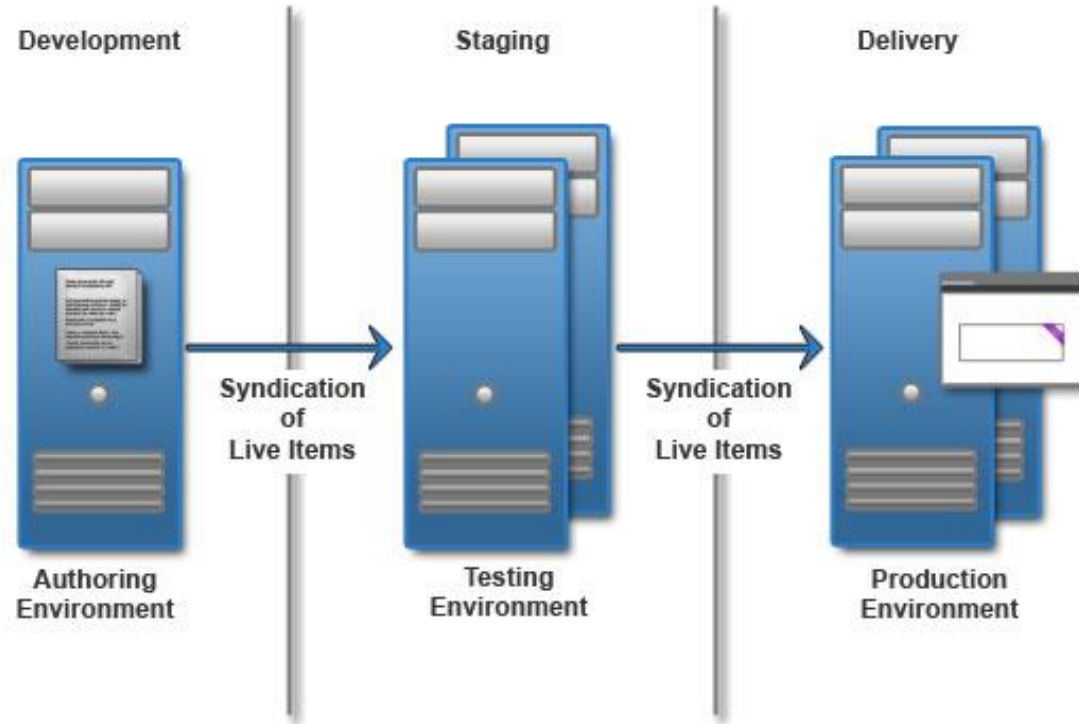 Development
Staging
Delivery
Syndication
of
Live Items
Syndication
of
Live Items
Authoring
Environment
Testing
Environment
Production
Environment